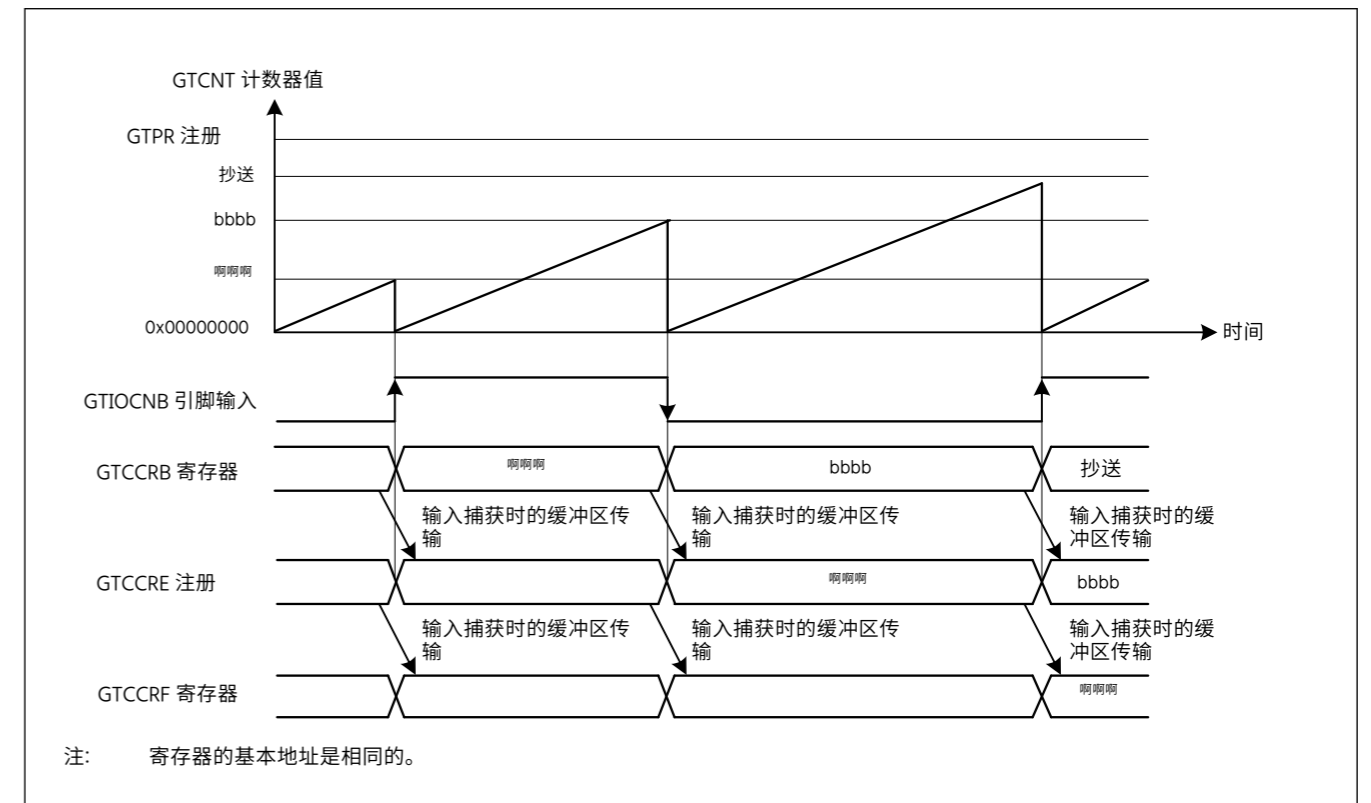 GTCNT 计数器值
GTPR 注册
抄送
bbbb
啊啊啊
0x00000000
时间
GTIOCNB 引脚输入
GTCCRB 寄存器
啊啊啊
bbbb
抄送
输入捕获时的缓冲区传
输
输入捕获时的缓冲区传
输
输入捕获时的缓
冲区传输
GTCCRE 注册
啊啊啊
bbbb
输入捕获时的缓冲区传
输
输入捕获时的缓冲区传
输
输入捕获时的缓
冲区传输
GTCCRF 寄存器
啊啊啊
注: 寄存器的基本地址是相同的。